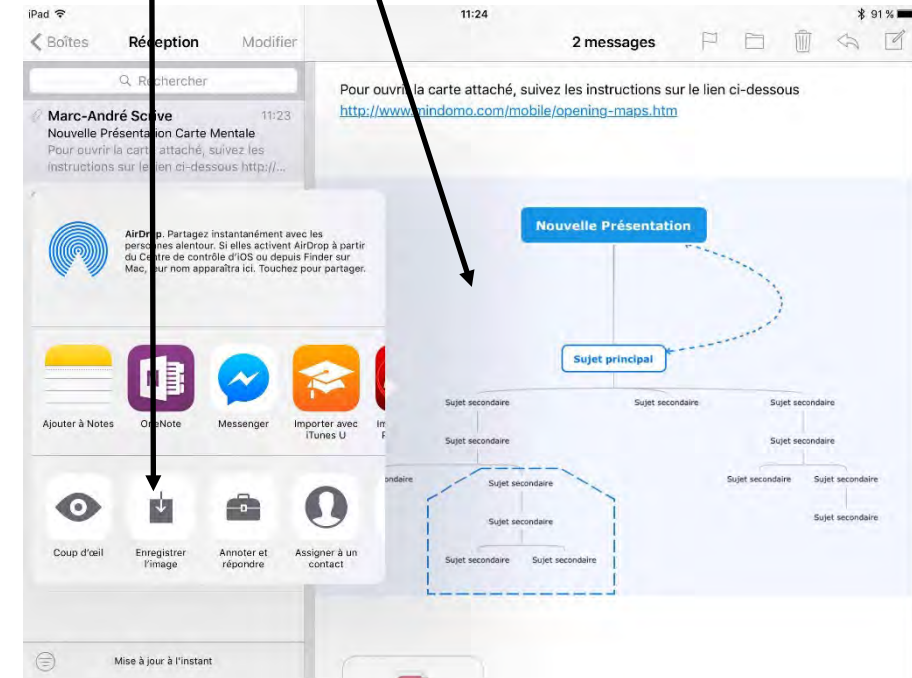 iPad 11:24 91 %
Boîtes Réception Modifier
2 messages
Rechercher
Marc-André Scrive 11:23
Nouvelle Présentation Carte Mentale
Pour ouvrir la carte attaché, suivez les
instructions sur le lien ci-dessous http://...
Pour ouvrir la carte attaché, suivez les instructions sur le lien ci-dessous
http://www.mindomo.com/mobile/opening-maps.htm
AirDrop. Partagez instantanément avec les
personnes alentour. Si elles activent AirDrop à partir
du Centre de contrôle d'iOS ou depuis Finder sur
Mac, leur nom apparaîtra ici. Touchez pour partager.
Ajouter à Notes
OneNote
Messenger
Importer avec
iTunes U
Coup d'œil
Enregistrer
l'image
Annoter et
répondre
Assigner à un
contact
Mise à jour à l'instant
Nouvelle Présentation
Sujet principal
Sujet secondaire Sujet secondaire Sujet secondaire
Sujet secondaire Sujet secondaire
ondaire Sujet secondaire Sujet secondaire Sujet secondaire
Sujet secondaire Sujet secondaire
Sujet secondaire Sujet secondaire